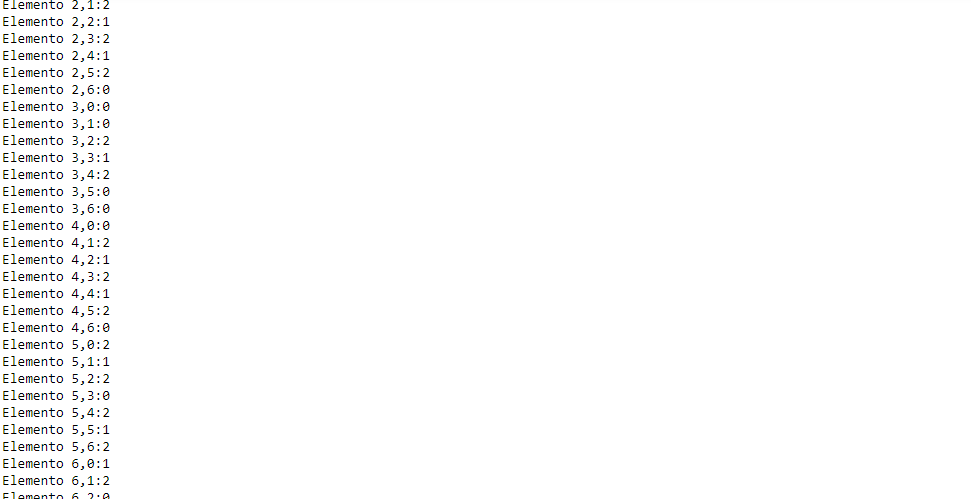 Elemento 2,1:2
Elemento 2,2:1
Elemento 2,3:2
Elemento 2,4:1
Elemento 2,5:2
Elemento 2,6:0
Elemento 3,0:0
Elemento 3,1:0
Elemento 3,2:2
Elemento 3,3:1
Elemento 3,4:2
Elemento 3,5:0
Elemento 3,6:0
Elemento 4,0:0
Elemento 4,1:2
Elemento 4,2:1
Elemento 4,3:2
Elemento 4,4:1
Elemento 4,5:2
Elemento 4,6:0
Elemento 5,0:2
Elemento 5,1:1
Elemento 5,2:2
Elemento 5,3:0
Elemento 5,4:2
Elemento 5,5:1
Elemento 5,6:2
Elemento 6,0:1
Elemento 6,1:2
Elemento 6,2:0